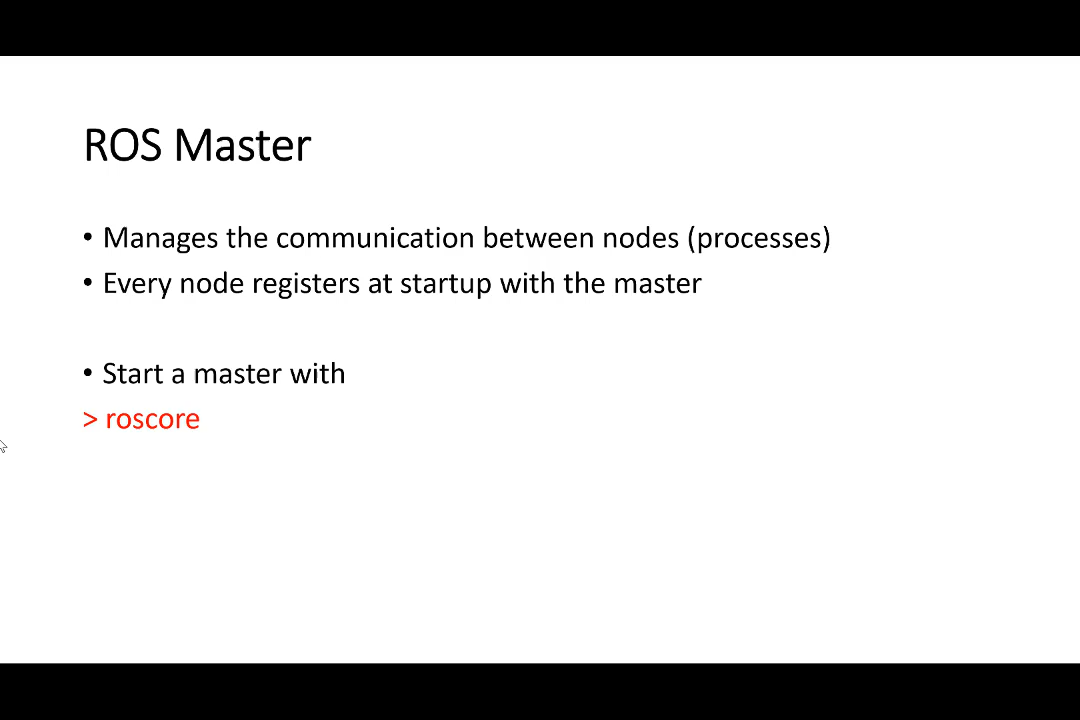 ROS Master
• Manages the communication between nodes (processes)
• Every node registers at startup with the master
• Start a master with
> roscore